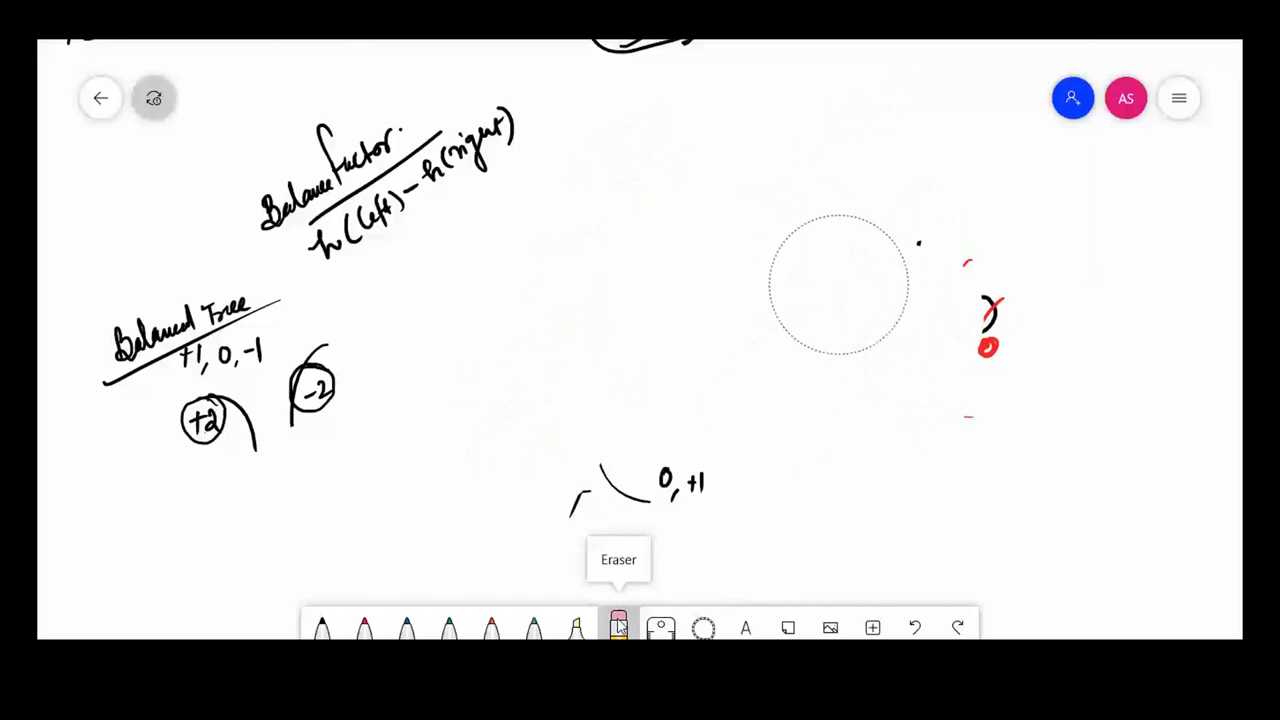 Balance Factor.
h(left) - h(right)
AS
Balanced Tree
+1, 0, -1
+2
-2
0, +1
Eraser
A